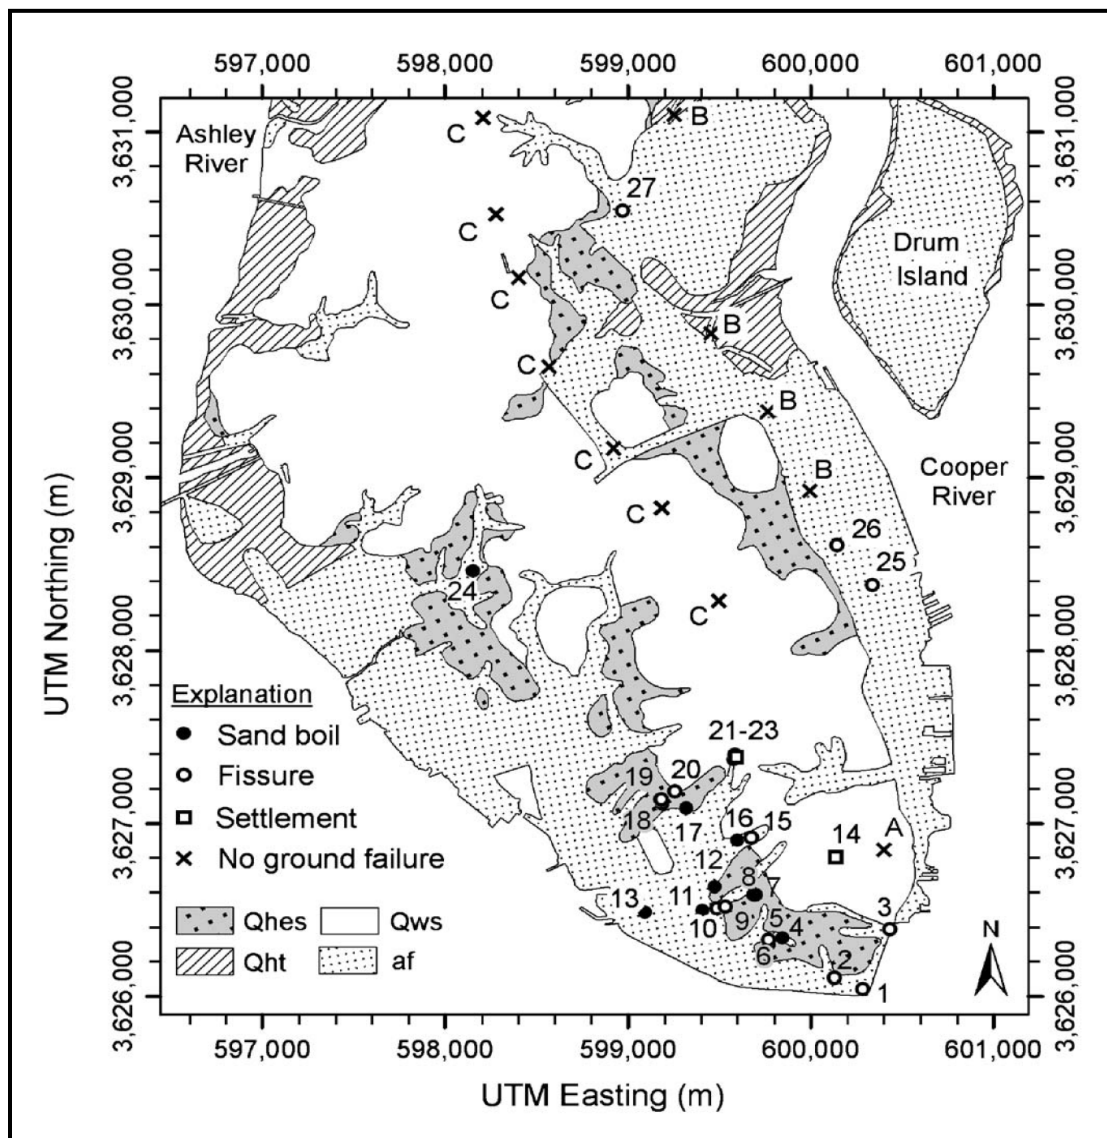 597,000 598,000 599,000 600,000 601,000
3,631,000
3,630,000
3,629,000
3,628,000
3,627,000
3,626,000
UTM Northing (m)
Ashley
River
C
B
27
C
Drum
Island
C
B
C
B
C
B
Cooper
River
C
26
25
24
C
Explanation
Sand boil
Fissure
Settlement
No ground failure
Qhes
Qws
Qht
af
21-23
19
20
18
17
16
15
14
A
12
8
7
13
11
10
9
5
4
3
6
2
1
N
3,631,000
3,630,000
3,629,000
3,628,000
3,627,000
3,626,000
597,000 598,000 599,000 600,000 601,000
UTM Easting (m)